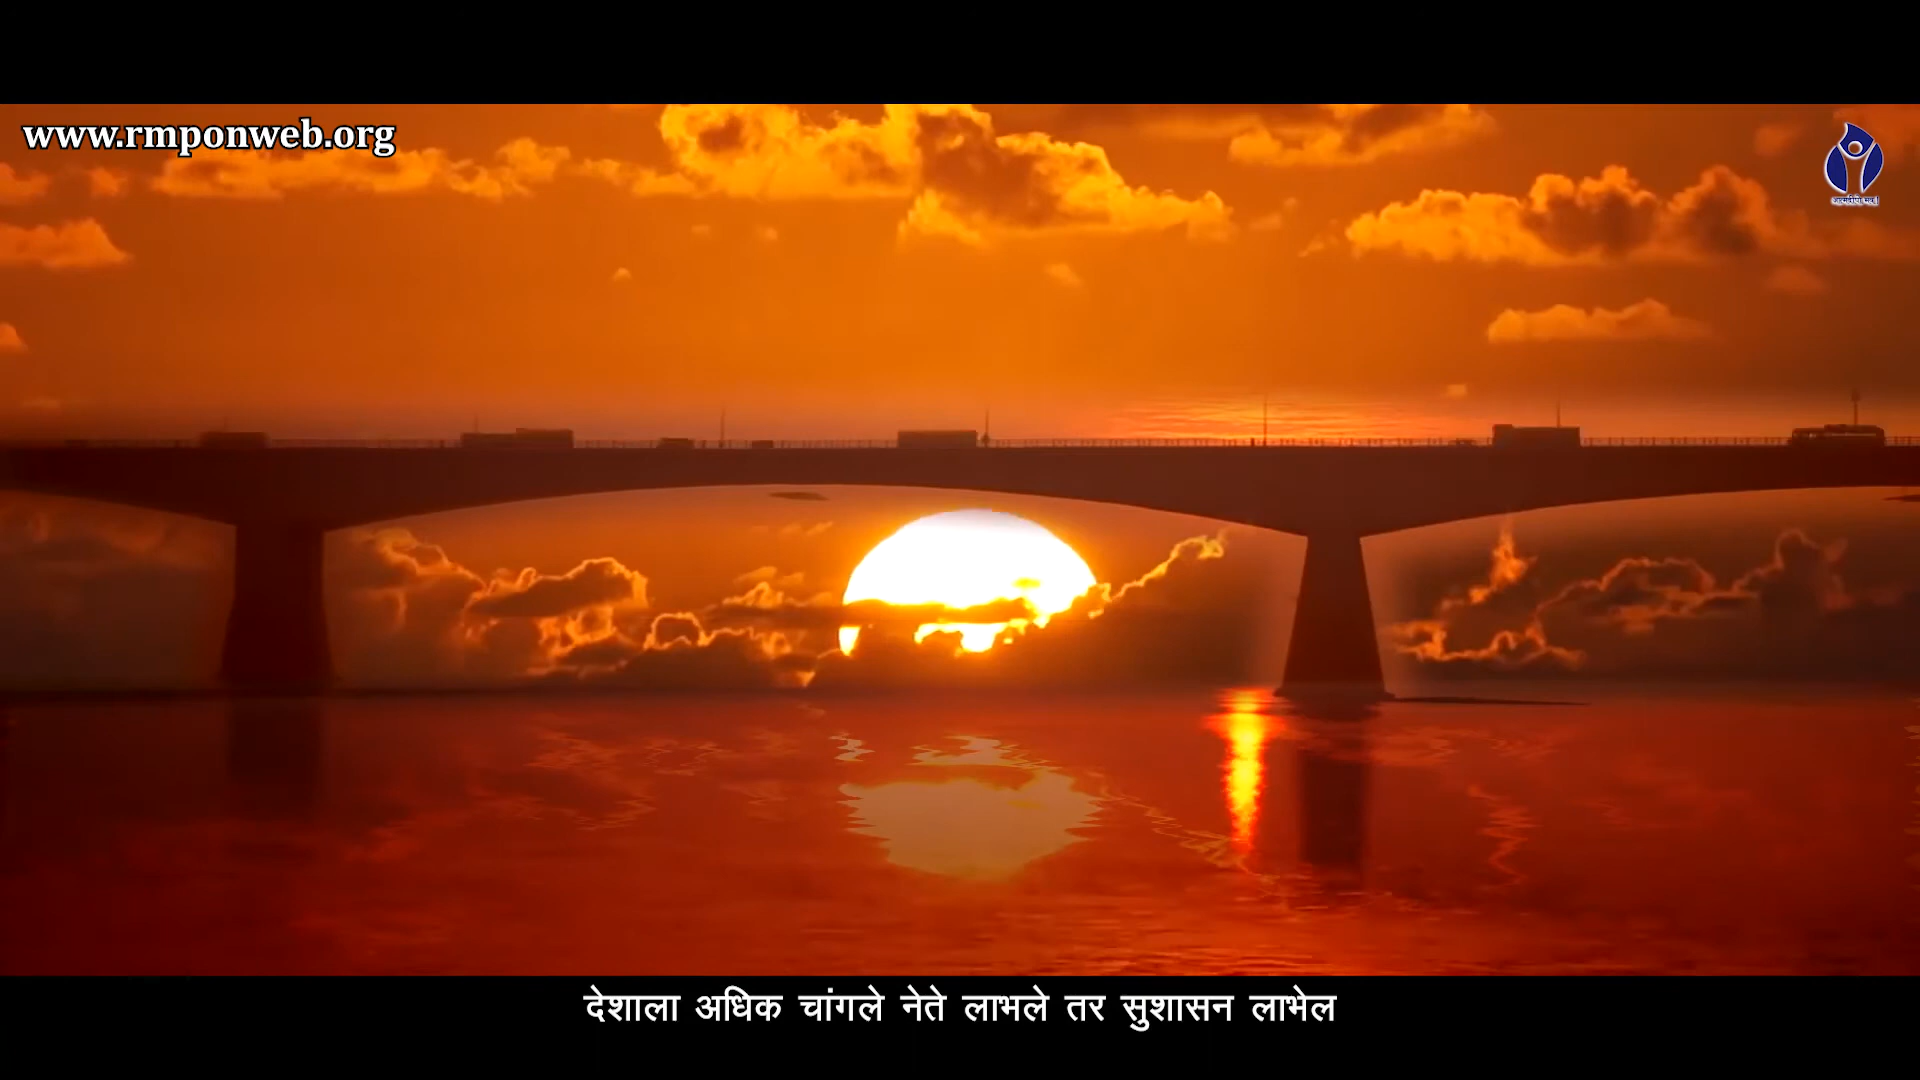 www.rmponweb.org
देशाला अधिक चांगले नेते लाभले तर सुशासन लाभेल